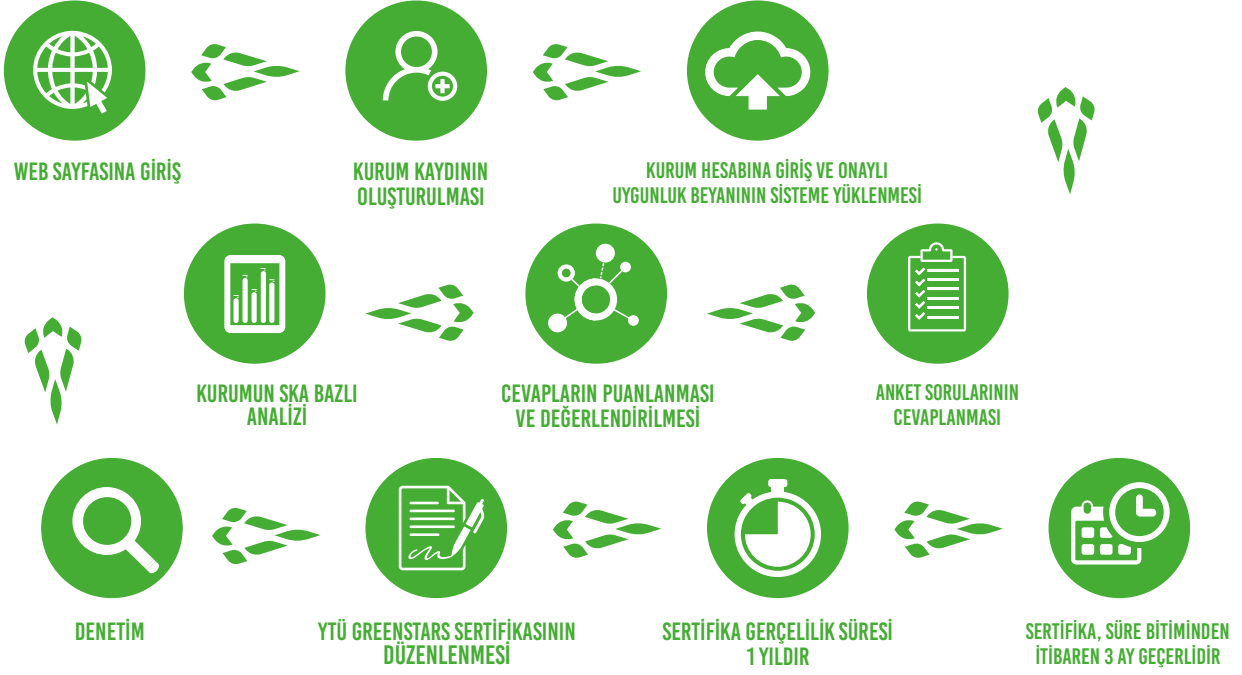 WEB SAYFASINA GİRİŞ
KURUM KAYDININ
OLUŞTURULMASI
KURUM HESABINA GİRİŞ VE ONAYLI
UYGUNLUK BEYANININ SİSTEME YÜKLENMESİ
KURUMUN SKA BAZLI
ANALİZİ
CEVAPLARIN PUANLANMASI
VE DEĞERLENDİRİLMESİ
ANKET SORULARININ
CEVAPLANMASI
DENETİM
YTÜ GREENSTARS SERTİFİKASININ
DÜZENLENMESİ
SERTİFİKA GERÇELİLİK SÜRESİ
1 YILDIR
SERTİFİKA, SÜRE BİTİMİNDEN
İTİBAREN 3 AY GEÇERLİDİR